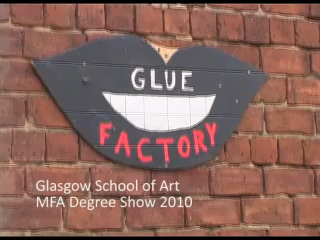 GLUE
FACTORY
Glasgow School of Art
MFA Degree Show 2010